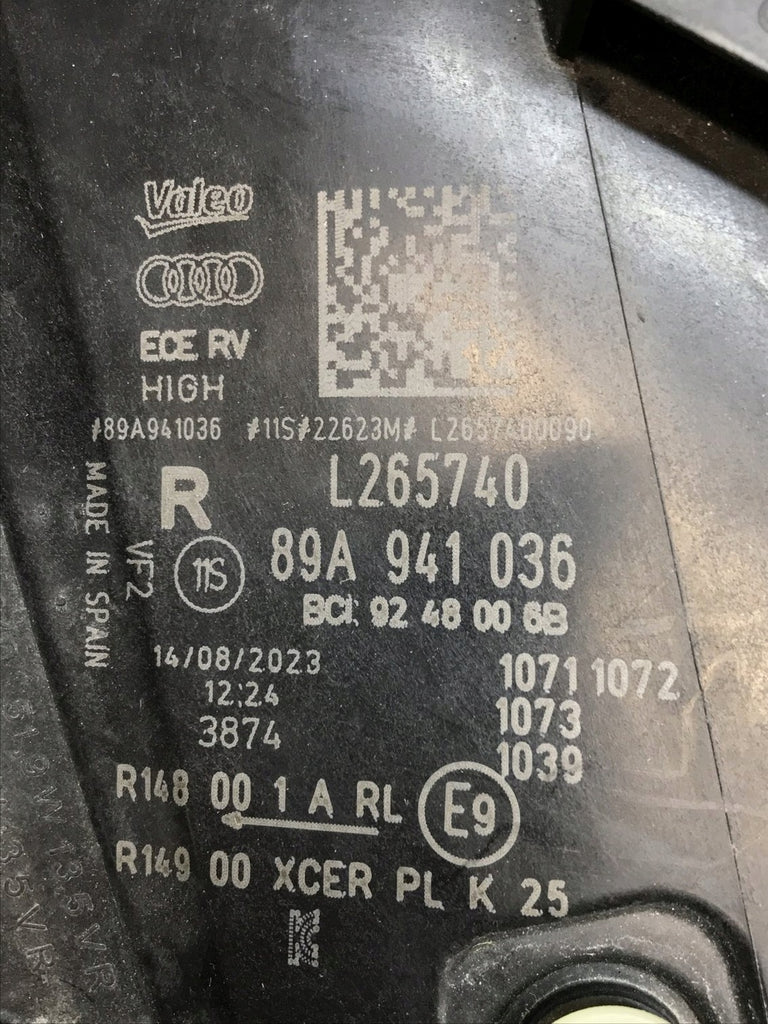 Valeo
ECE RV
HIGH
#89A941036 #11S#22623M# L2657400090
R
L265740
MADE IN SPAIN
VF2
11S
89A 941 036
BCI: 92 48 00 6B
14/08/2023
12:24
3874
1071 1072
1073
1039
R148 00 1 A RL
E9
R149 00 XCER PL K 25